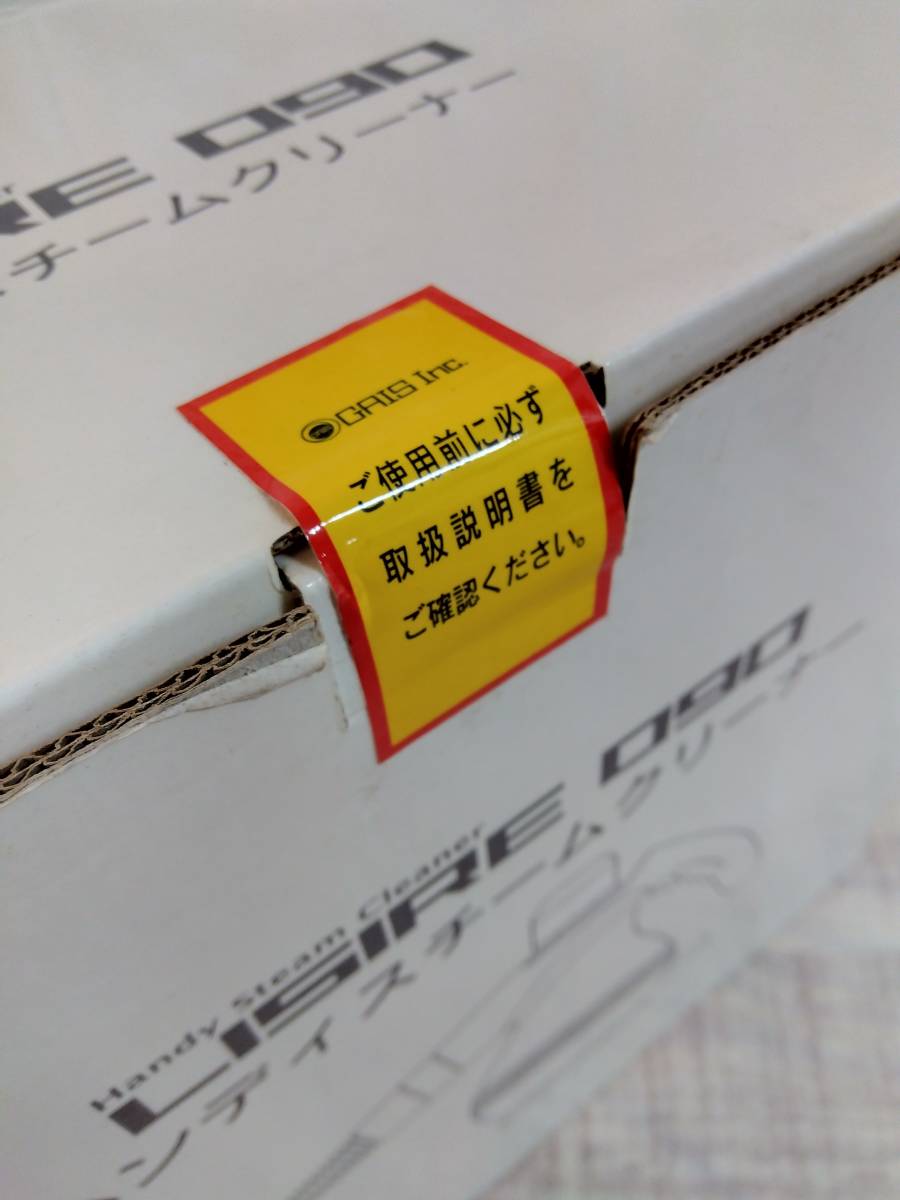 RE 090
スチームクリーナー
GAIS Inc.
ご使用前に必ず
取扱説明書を
ご確認ください。
Handy Steam Cleaner
LISIRE 090
ンディスチームクリーナー